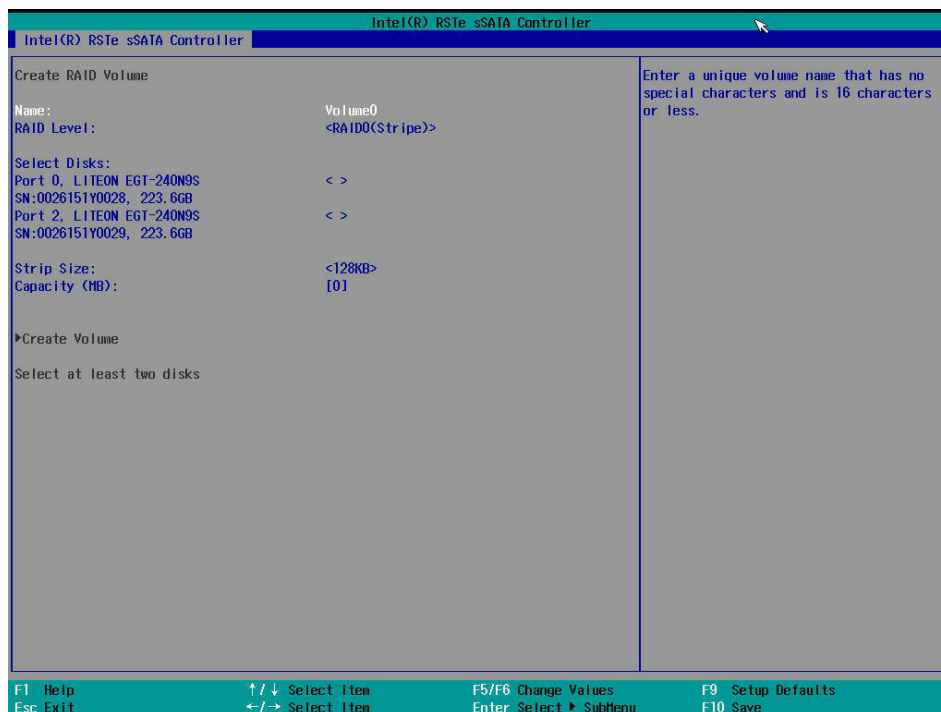 Intel(R) RSTe sSATA Controller
Intel(R) RSTe sSATA Controller
Create RAID Volume
Name: Volume0
RAID Level: <RAID0(Stripe)>
Select Disks:
Port 0, LITEON EGT-240N9S < >
SN:0026151Y0028, 223.6GB
Port 2, LITEON EGT-240N9S < >
SN:0026151Y0029, 223.6GB
Strip Size: <128KB>
Capacity (MB): [0]
▶Create Volume
Select at least two disks
Enter a unique volume name that has no
special characters and is 16 characters
or less.
F1 Help ↑/↓ Select Item F5/F6 Change Values F9 Setup Defaults
Esc Exit ←/→ Select Item Enter Select ▶ SubMenu F10 Save